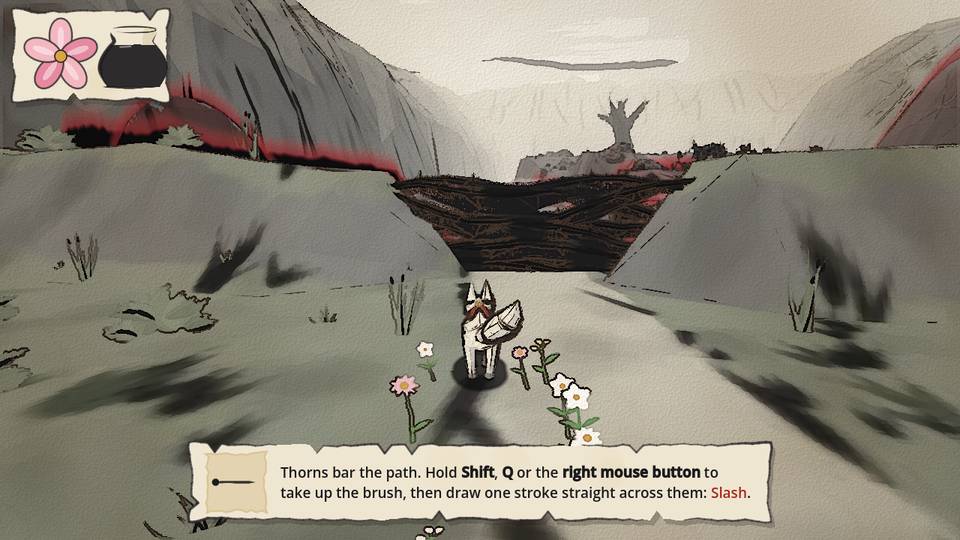 Thorns bar the path. Hold Shift, Q or the right mouse button to
take up the brush, then draw one stroke straight across them: Slash.